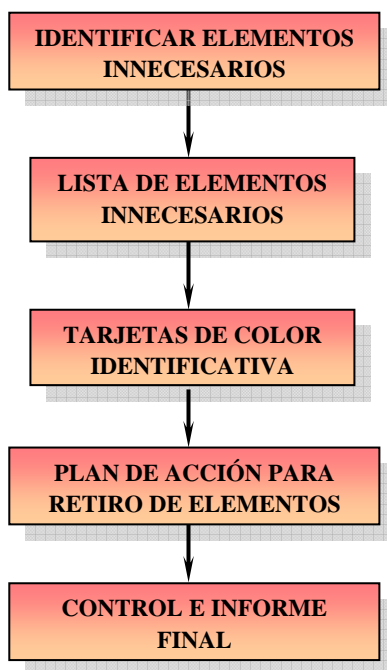 IDENTIFICAR ELEMENTOS
INNECESARIOS
LISTA DE ELEMENTOS
INNECESARIOS
TARJETAS DE COLOR
IDENTIFICATIVA
PLAN DE ACCIÓN PARA
RETIRO DE ELEMENTOS
CONTROL E INFORME
FINAL